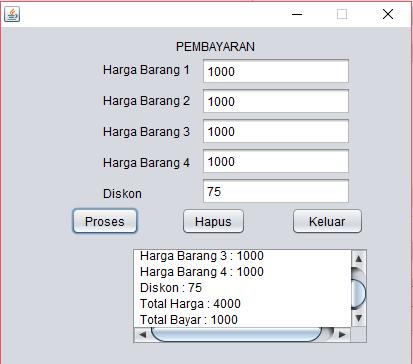 PEMBAYARAN
Harga Barang 1 1000
Harga Barang 2 1000
Harga Barang 3 1000
Harga Barang 4 1000
Diskon 75
Proses Hapus Keluar
Harga Barang 3 : 1000
Harga Barang 4 : 1000
Diskon : 75
Total Harga : 4000
Total Bayar : 1000